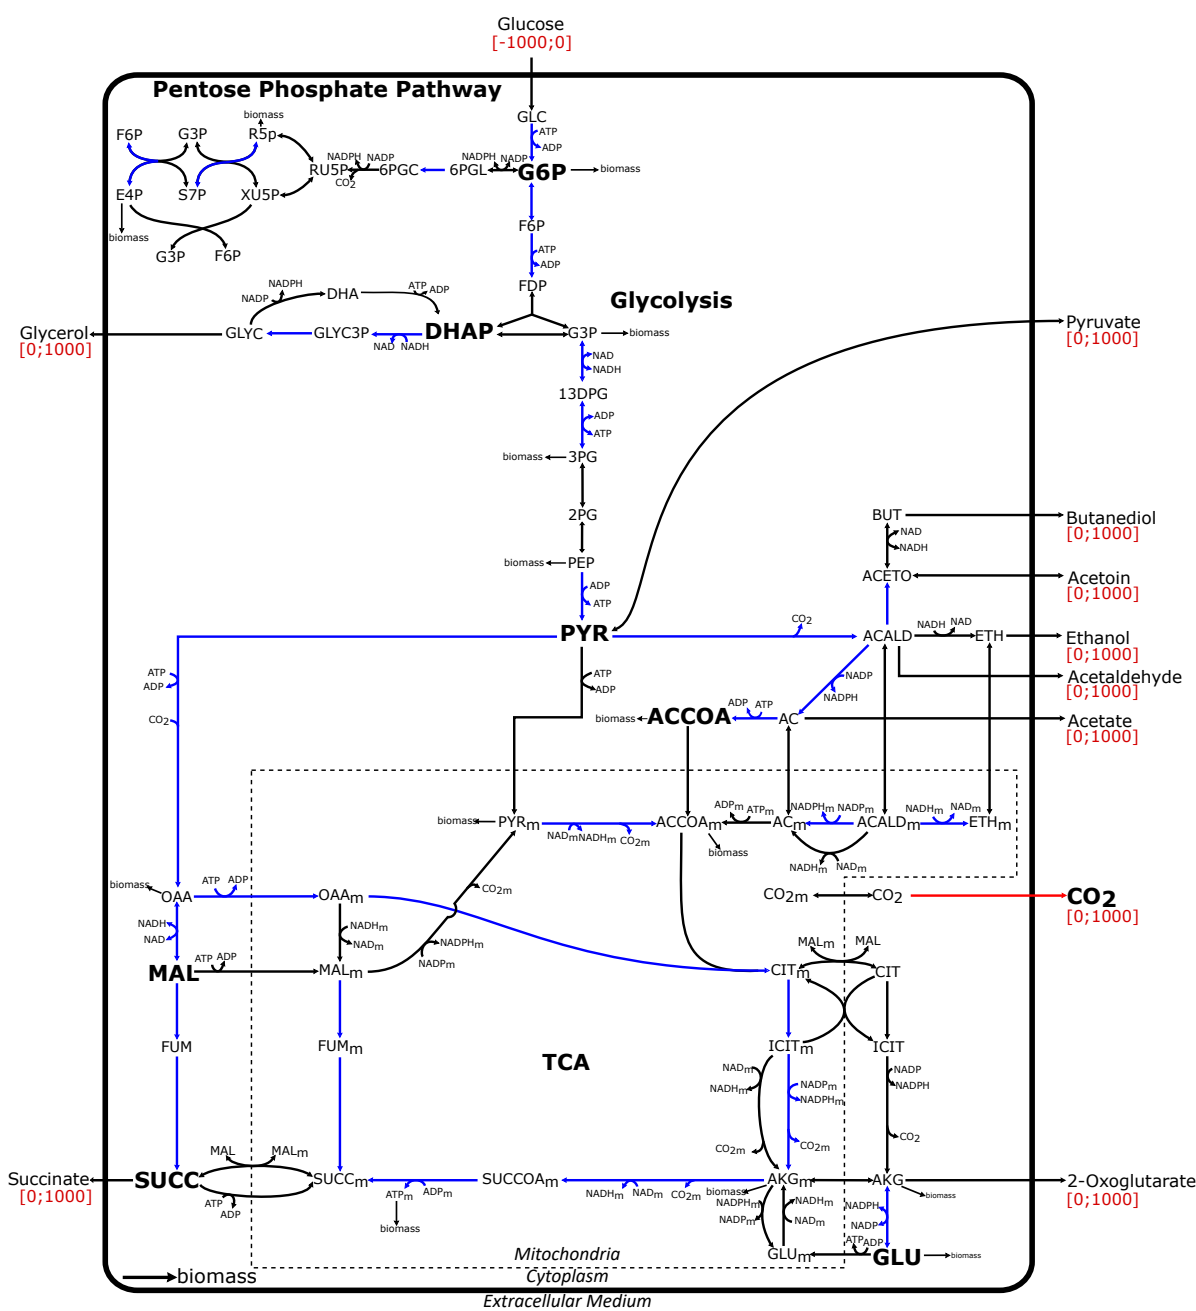 Glucose
[-1000;0]
Pentose Phosphate Pathway
biomass
F6P G3P R5p
GLC
ATP
ADP
NADPH NADP
NADPH NADP
RU5P 6PGC 6PGL G6P biomass
CO2
E4P S7P XU5P
biomass
G3P F6P
F6P
ATP
ADP
FDP
NADPH
NADP
DHA
ATP ADP
Glycolysis
Glycerol
[0;1000]
GLYC GLYC3P DHAP G3P biomass
NAD NADH
Pyruvate
[0;1000]
NAD
NADH
13DPG
ADP
ATP
biomass 3PG
2PG
biomass PEP
ADP
ATP
BUT
Butanediol
[0;1000]
NAD
NADH
ACETO
Acetoin
[0;1000]
PYR
CO2
ACALD
NADH NAD
ETH
Ethanol
[0;1000]
Acetaldehyde
[0;1000]
ATP
ADP
CO2
ATP
ADP
NADP
NADPH
biomass ACCOA
ADP ATP
AC
Acetate
[0;1000]
biomass PYRm
NADm NADHm CO2m
ACCOAm
ADPm ATPm
ACm
NADPHm NADPm
ACALDm
NADHm NADm
ETHm
biomass
NADHm NADm
biomass
OAA
ATP ADP
OAAm
CO2m
CO2m CO2
CO2
[0;1000]
NADH
NAD
NADHm
NADm
NADPHm
NADPm
MAL
ATP ADP
MALm
MALm MAL
CITm CIT
FUM
FUMm
TCA
ICITm ICIT
NADm
NADHm
NADPm
NADPHm
NADP
NADPH
CO2m
CO2m
CO2
Succinate
[0;1000]
SUCC
MAL MALm
ATP
ADP
SUCCm
ATPm ADPm
biomass
SUCCOAm
NADHm NADm CO2m
AKGm
biomass
AKG
biomass
2-Oxoglutarate
[0;1000]
NADPHm
NADPm
NADHm
NADm
NADPH
NADP
GLUm
ATP ADP
GLU
biomass
Mitochondria
biomass
Cytoplasm
Extracellular Medium